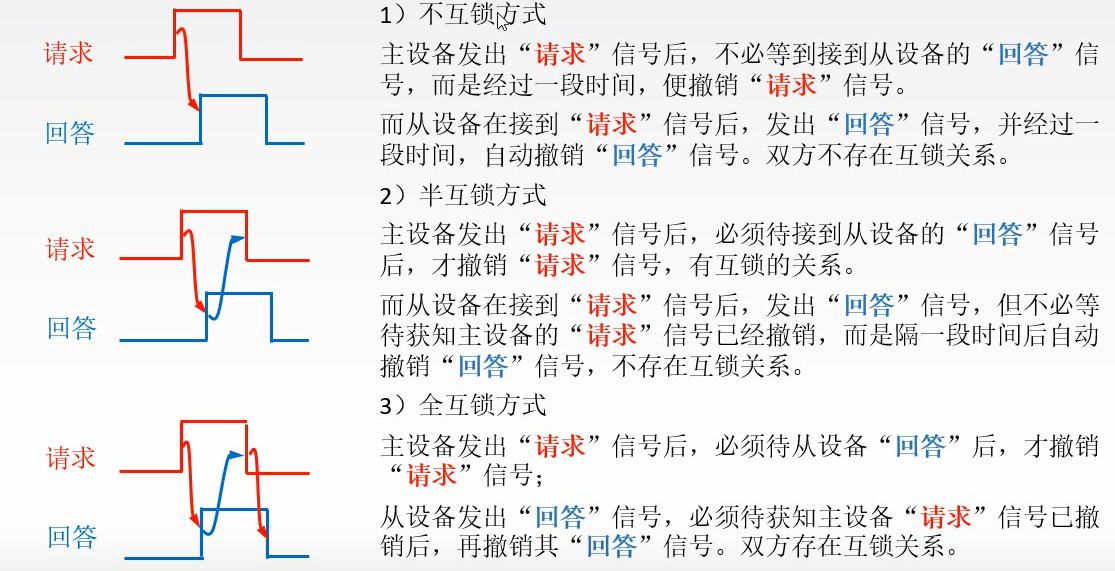 1）不互锁方式
请求
主设备发出“请求”信号后，不必等到接到从设备的“回答”信
号，而是经过一段时间，便撤销“请求”信号。
回答
而从设备在接到“请求”信号后，发出“回答”信号，并经过一
段时间，自动撤销“回答”信号。双方不存在互锁关系。
2）半互锁方式
请求
主设备发出“请求”信号后，必须待接到从设备的“回答”信号
后，才撤销“请求”信号，有互锁的关系。
回答
而从设备在接到“请求”信号后，发出“回答”信号，但不必等
待获知主设备的“请求”信号已经撤销，而是隔一段时间后自动
撤销“回答”信号，不存在互锁关系。
3）全互锁方式
请求
主设备发出“请求”信号后，必须待从设备“回答”后，才撤销
“请求”信号；
回答
从设备发出“回答”信号，必须待获知主设备“请求”信号已撤
销后，再撤销其“回答”信号。双方存在互锁关系。